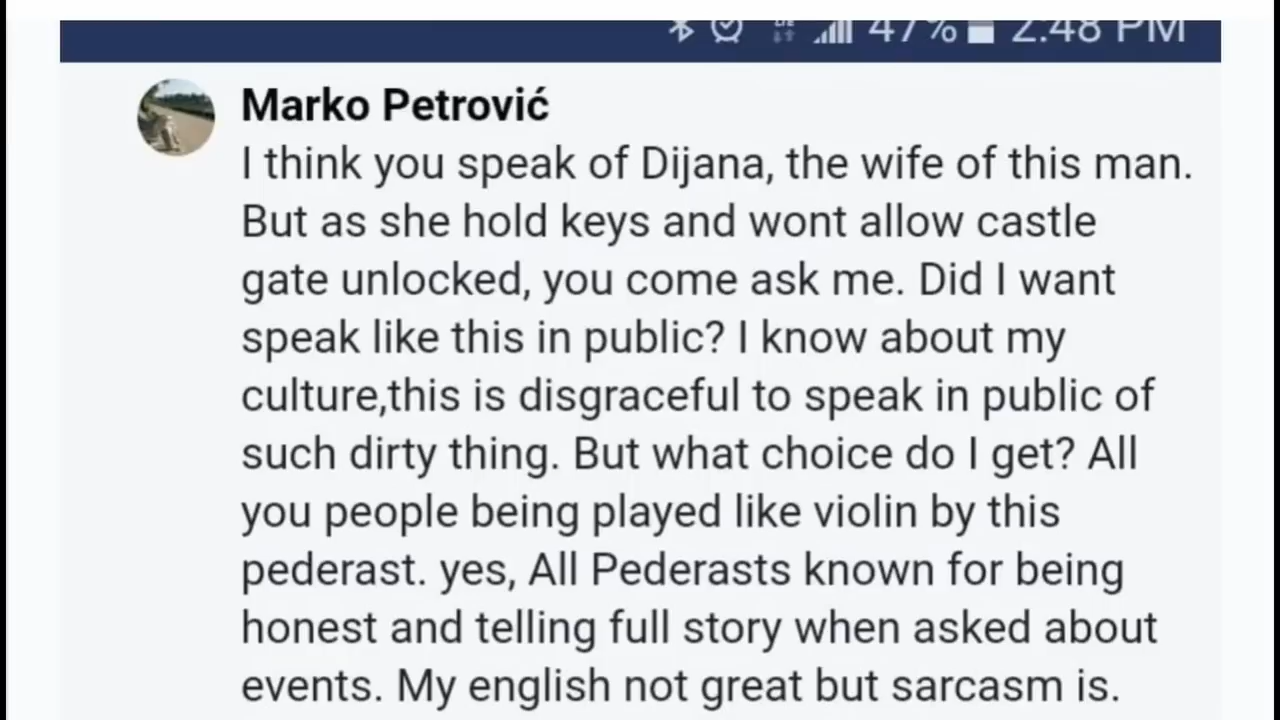 47% 2:48 PM
Marko Petrović
I think you speak of Dijana, the wife of this man.
But as she hold keys and wont allow castle
gate unlocked, you come ask me. Did I want
speak like this in public? I know about my
culture,this is disgraceful to speak in public of
such dirty thing. But what choice do I get? All
you people being played like violin by this
pederast. yes, All Pederasts known for being
honest and telling full story when asked about
events. My english not great but sarcasm is.